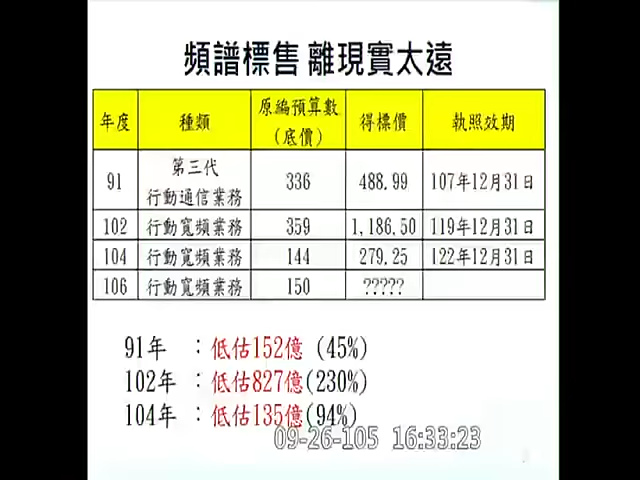 頻譜標售 離現實太遠
年度 種類 原編預算數(底價) 得標價 執照效期
91 第三代行動通信業務 336 488.99 107年12月31日
102 行動寬頻業務 359 1,186.50 119年12月31日
104 行動寬頻業務 144 279.25 122年12月31日
106 行動寬頻業務 150 ?????
91年 :低估152億 (45%)
102年 :低估827億(230%)
104年 :低估135億(94%)
09-26-105 16:33:23